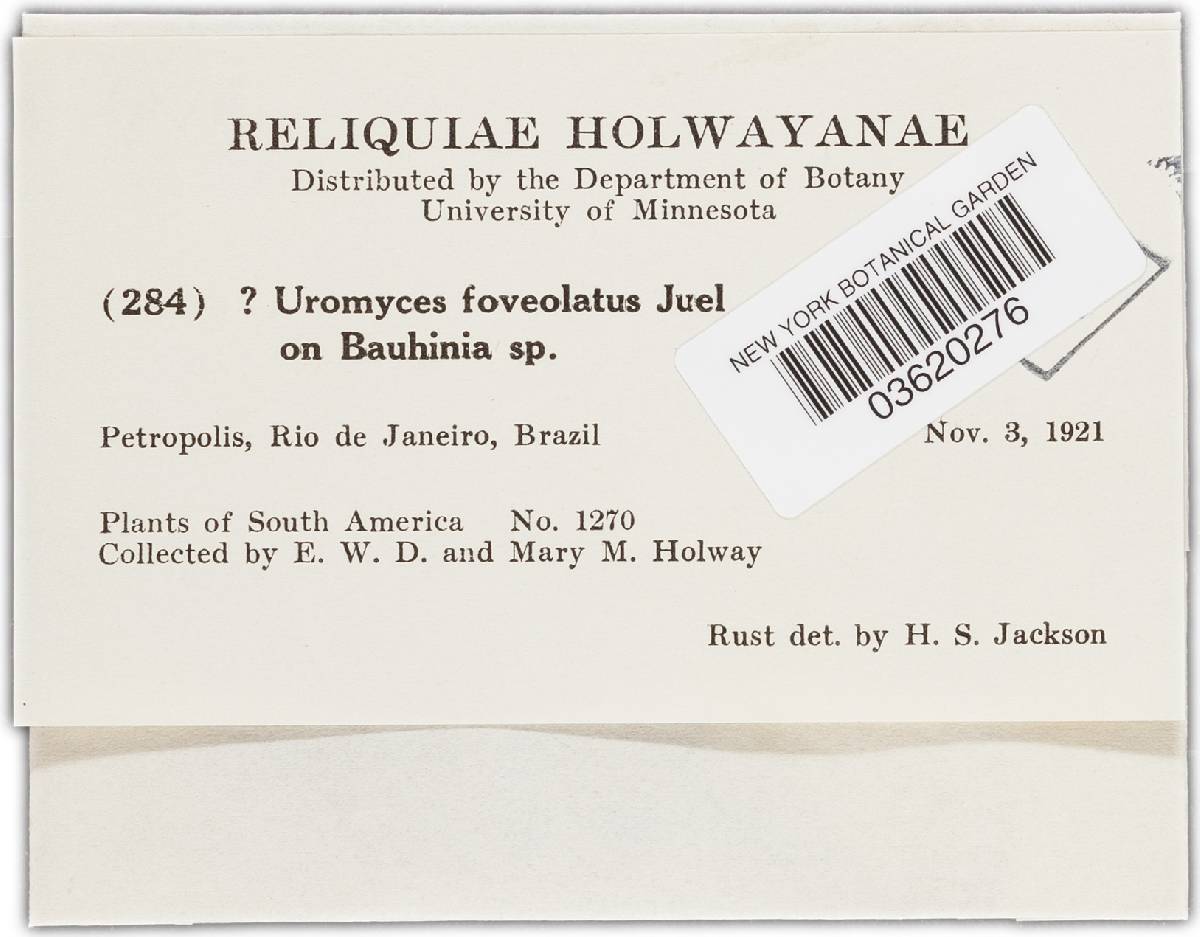 RELIQUIAE HOLWAYANAE
Distributed by the Department of Botany
University of Minnesota
NEW YORK BOTANICAL GARDEN
03620276
(284) ? Uromyces foveolatus Juel
on Bauhinia sp.
Petropolis, Rio de Janeiro, Brazil Nov. 3, 1921
Plants of South America No. 1270
Collected by E. W. D. and Mary M. Holway
Rust det. by H. S. Jackson